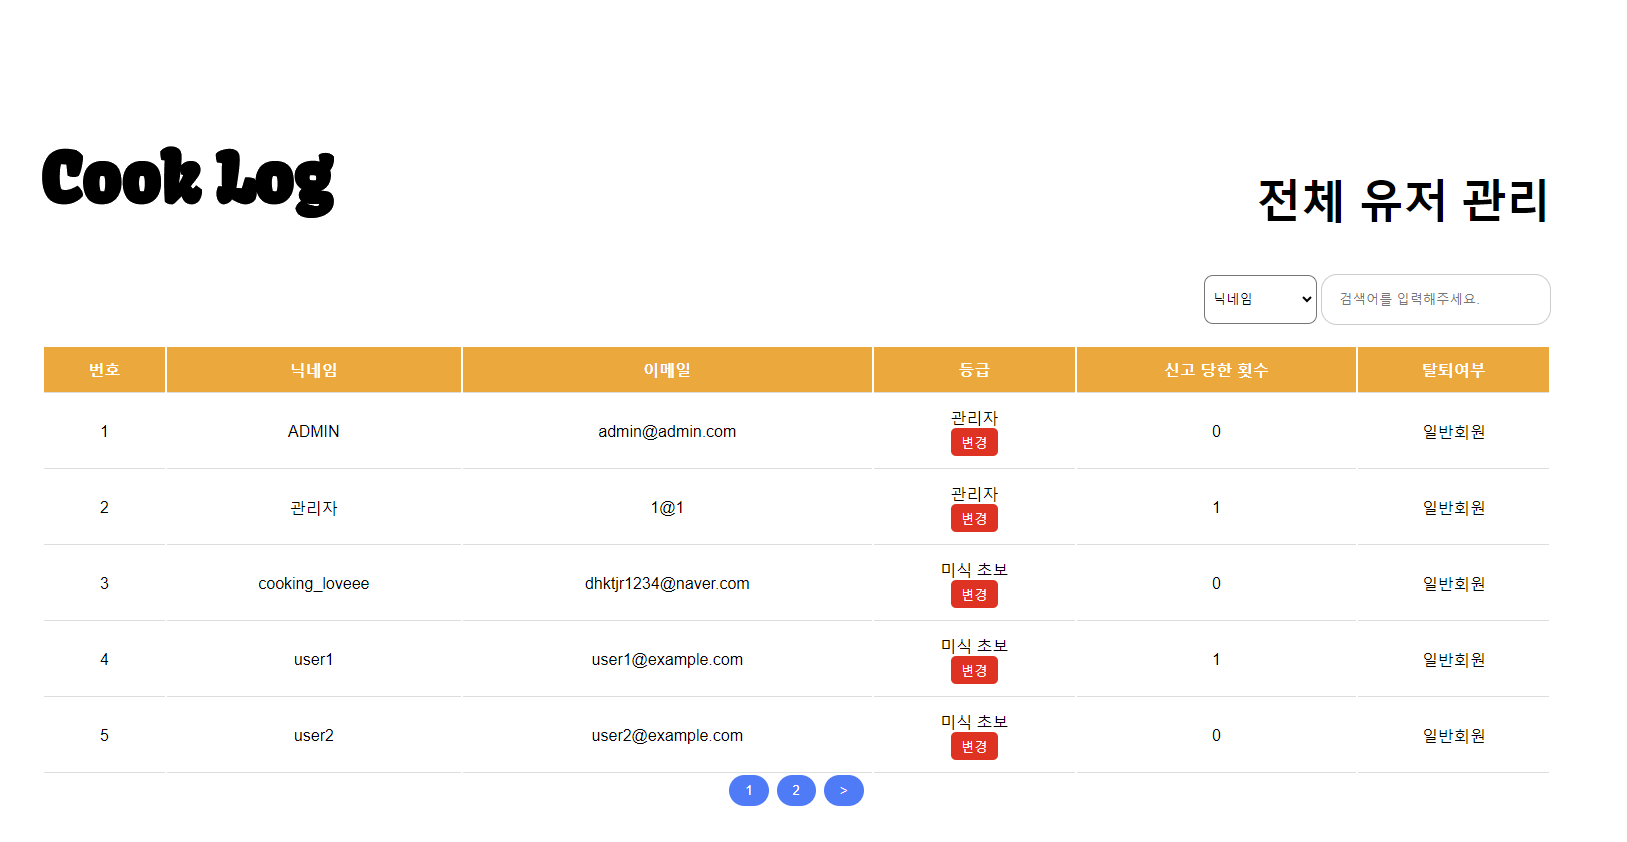 Cook Log
전체 유저 관리
닉네임 검색어를 입력해주세요.
번호 닉네임 이메일 등급 신고 당한 횟수 탈퇴여부
1 ADMIN admin@admin.com 관리자 변경 0 일반회원
2 관리자 1@1 관리자 변경 1 일반회원
3 cooking_loveee dhktjr1234@naver.com 미식 초보 변경 0 일반회원
4 user1 user1@example.com 미식 초보 변경 1 일반회원
5 user2 user2@example.com 미식 초보 변경 0 일반회원
1 2 >